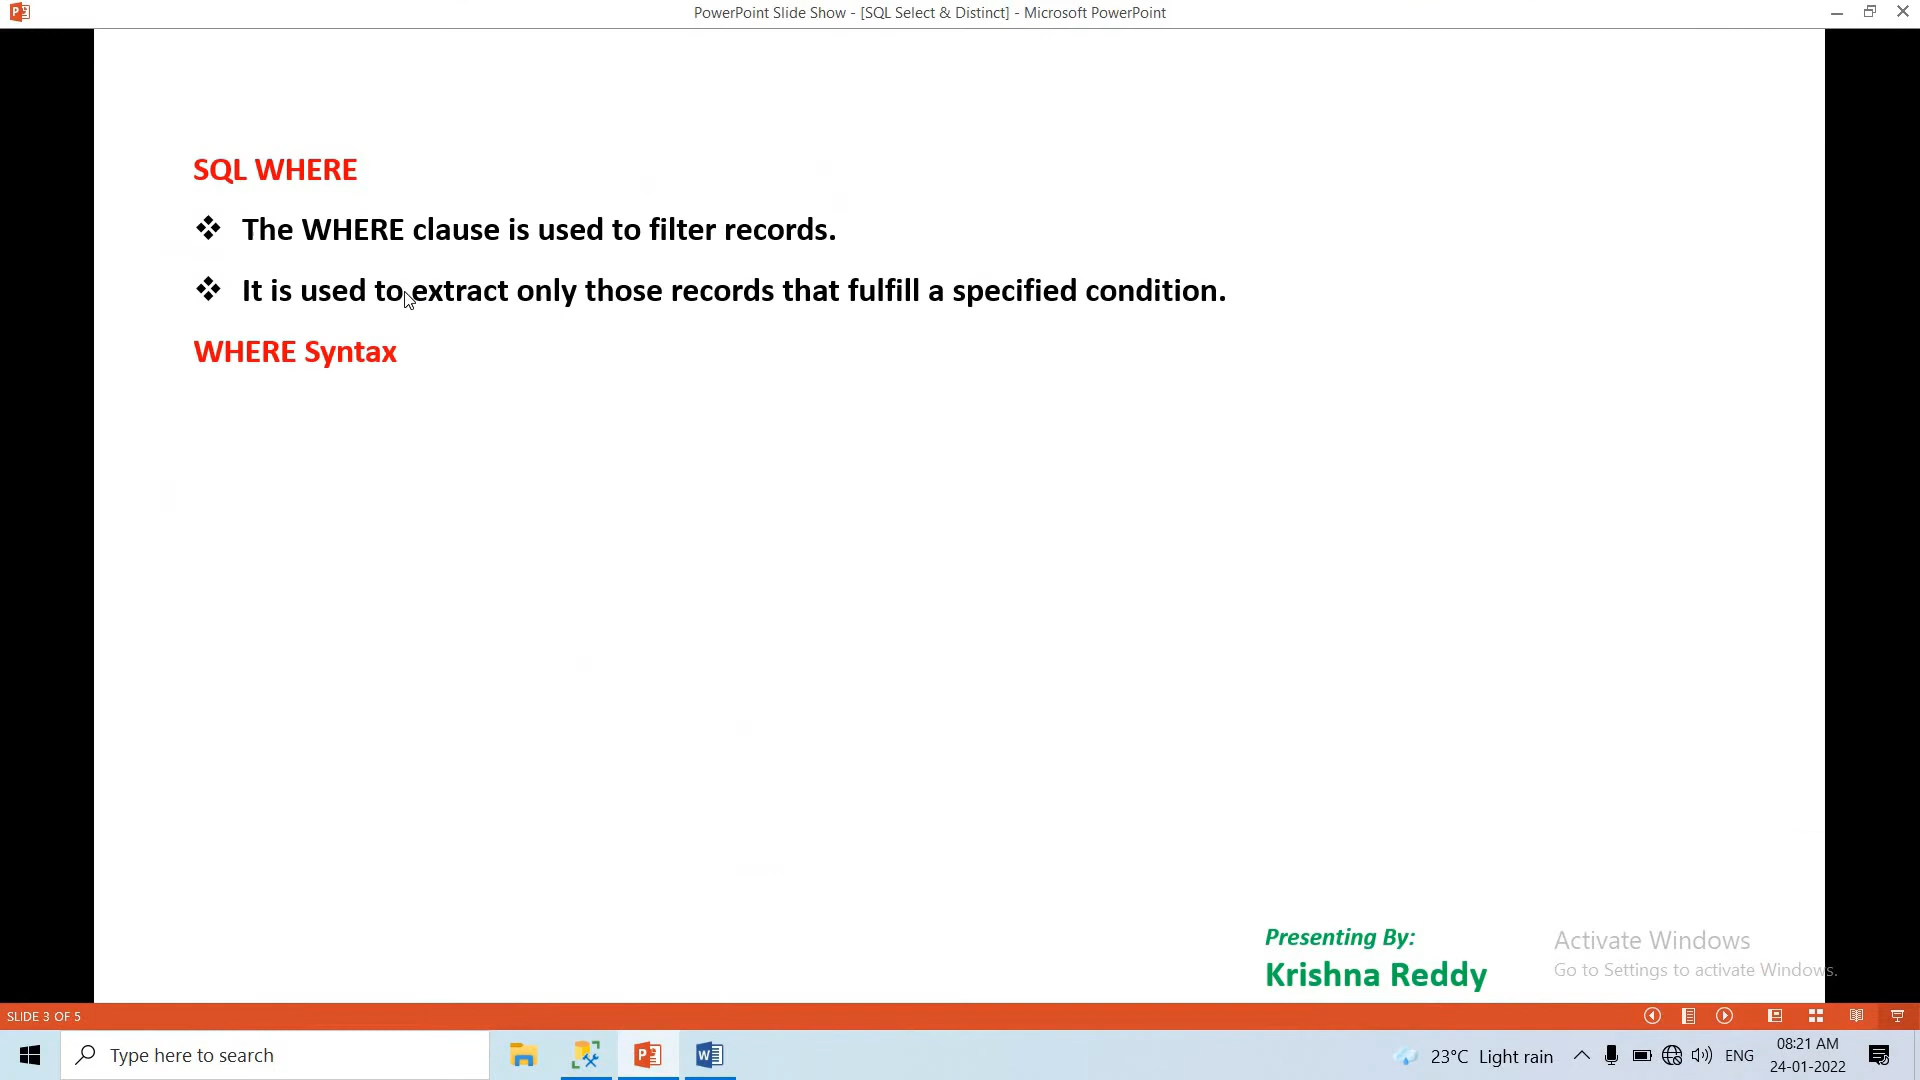 PowerPoint Slide Show - [SQL Select & Distinct] - Microsoft PowerPoint
SQL WHERE
❖ The WHERE clause is used to filter records.
❖ It is used to extract only those records that fulfill a specified condition.
WHERE Syntax
Presenting By:
Krishna Reddy
Activate Windows
Go to Settings to activate Windows.
SLIDE 3 OF 5
Type here to search
23°C Light rain
ENG
08:21 AM
24-01-2022